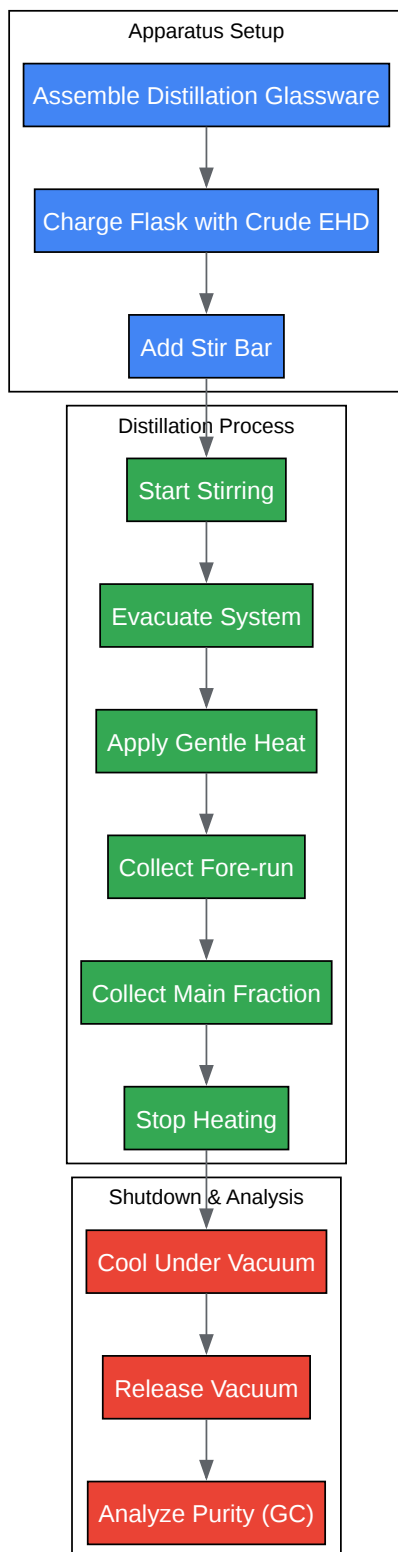 Apparatus Setup
Assemble Distillation Glassware
Charge Flask with Crude EHD
Add Stir Bar
Distillation Process
Start Stirring
Evacuate System
Apply Gentle Heat
Collect Fore-run
Collect Main Fraction
Stop Heating
Shutdown & Analysis
Cool Under Vacuum
Release Vacuum
Analyze Purity (GC)